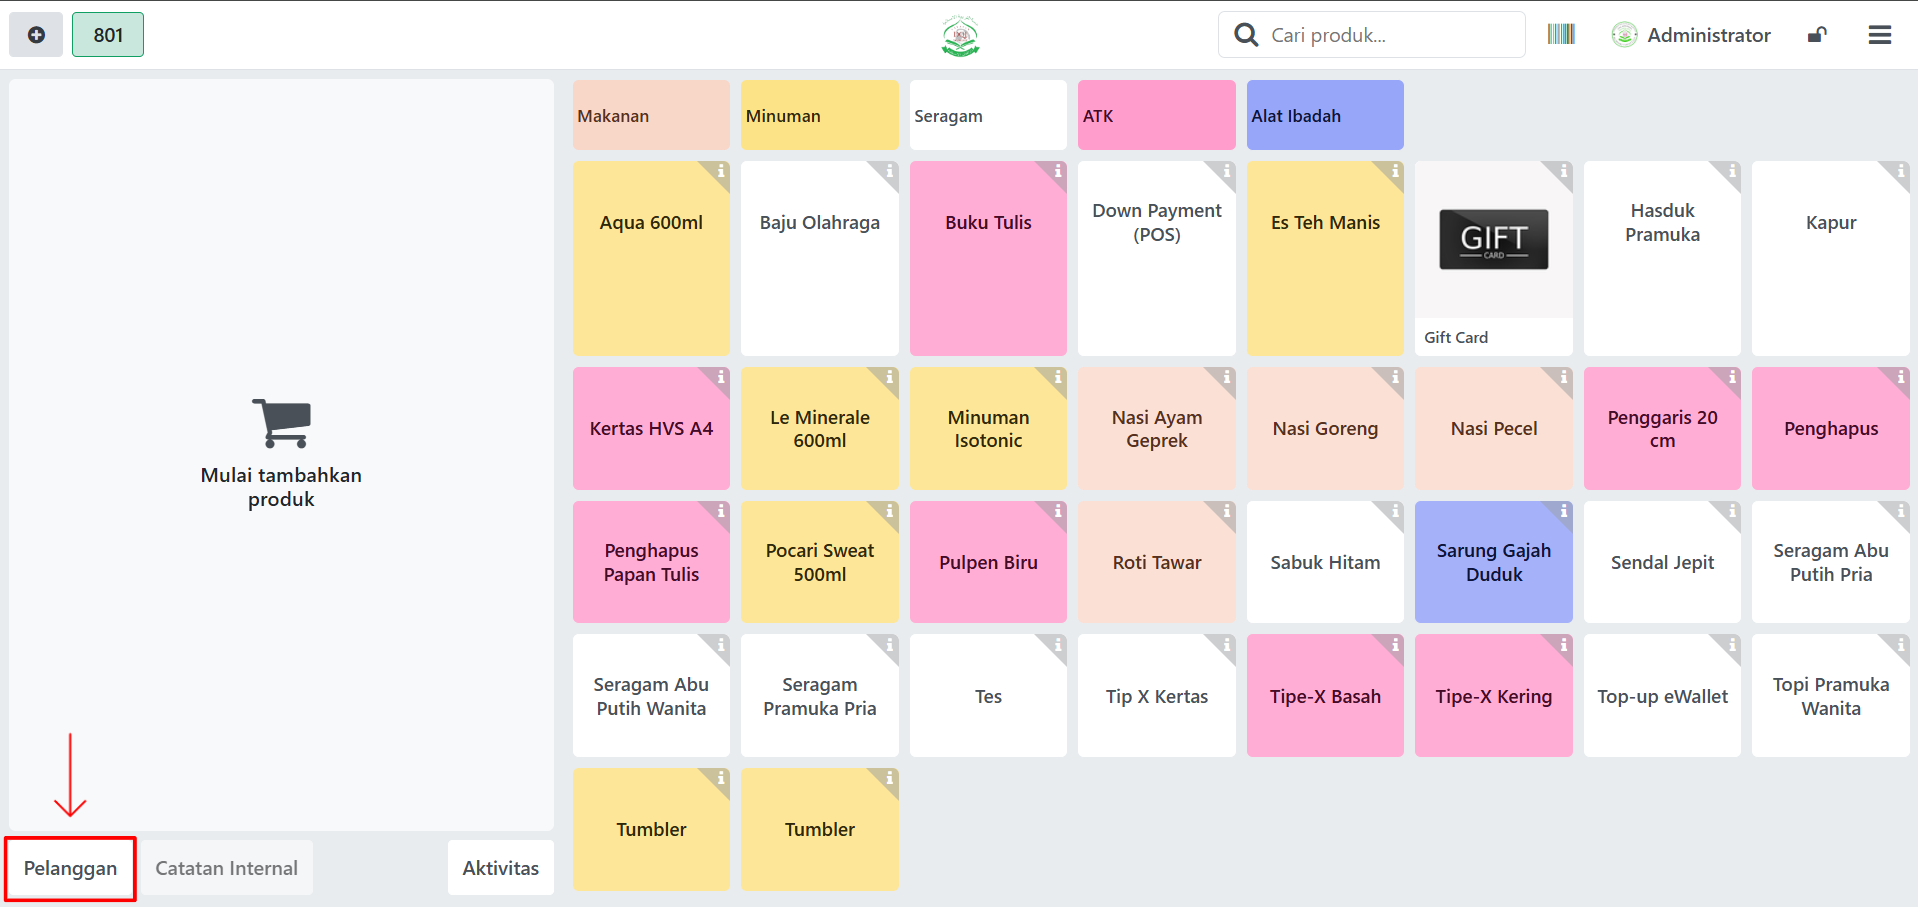 801
Cari produk...
Administrator
Makanan
Minuman
Seragam
ATK
Alat Ibadah
Aqua 600ml
Baju Olahraga
Buku Tulis
Down Payment
(POS)
Es Teh Manis
GIFT
CARD
Gift Card
Hasduk
Pramuka
Kapur
Kertas HVS A4
Le Minerale
600ml
Minuman
Isotonic
Nasi Ayam
Geprek
Nasi Goreng
Nasi Pecel
Penggaris 20
cm
Penghapus
Mulai tambahkan
produk
Penghapus
Papan Tulis
Pocari Sweat
500ml
Pulpen Biru
Roti Tawar
Sabuk Hitam
Sarung Gajah
Duduk
Sendal Jepit
Seragam Abu
Putih Pria
Seragam Abu
Putih Wanita
Seragam
Pramuka Pria
Tes
Tip X Kertas
Tipe-X Basah
Tipe-X Kering
Top-up eWallet
Topi Pramuka
Wanita
Tumbler
Tumbler
Pelanggan
Catatan Internal
Aktivitas